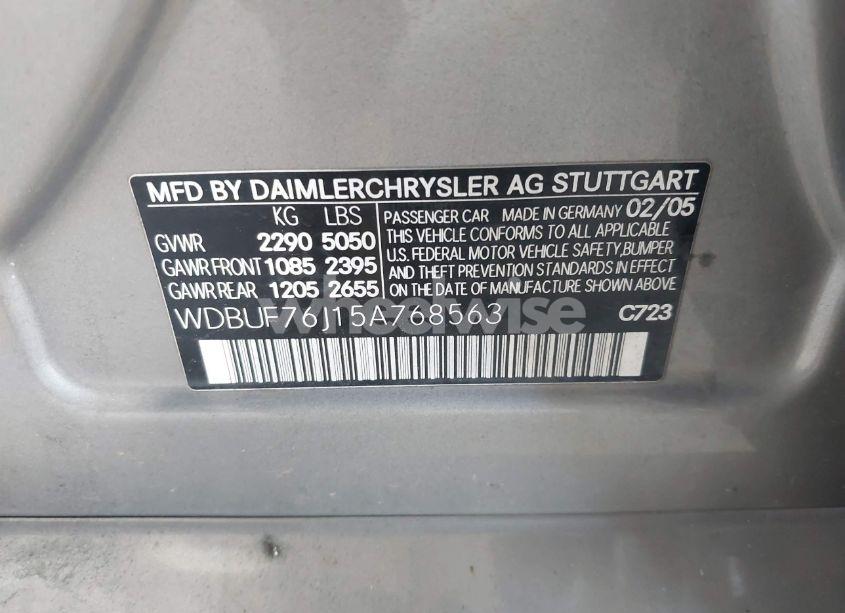 MFD BY DAIMLERCHRYSLER AG STUTTGART
KG LBS
GVWR 2290 5050
GAWR FRONT 1085 2395
GAWR REAR 1205 2655
PASSENGER CAR MADE IN GERMANY 02/05
THIS VEHICLE CONFORMS TO ALL APPLICABLE
U.S. FEDERAL MOTOR VEHICLE SAFETY, BUMPER
AND THEFT PREVENTION STANDARDS IN EFFECT
ON THE DATE OF MANUFACTURE SHOWN ABOVE
WDBUF76J15A768563 C723
wheelwise